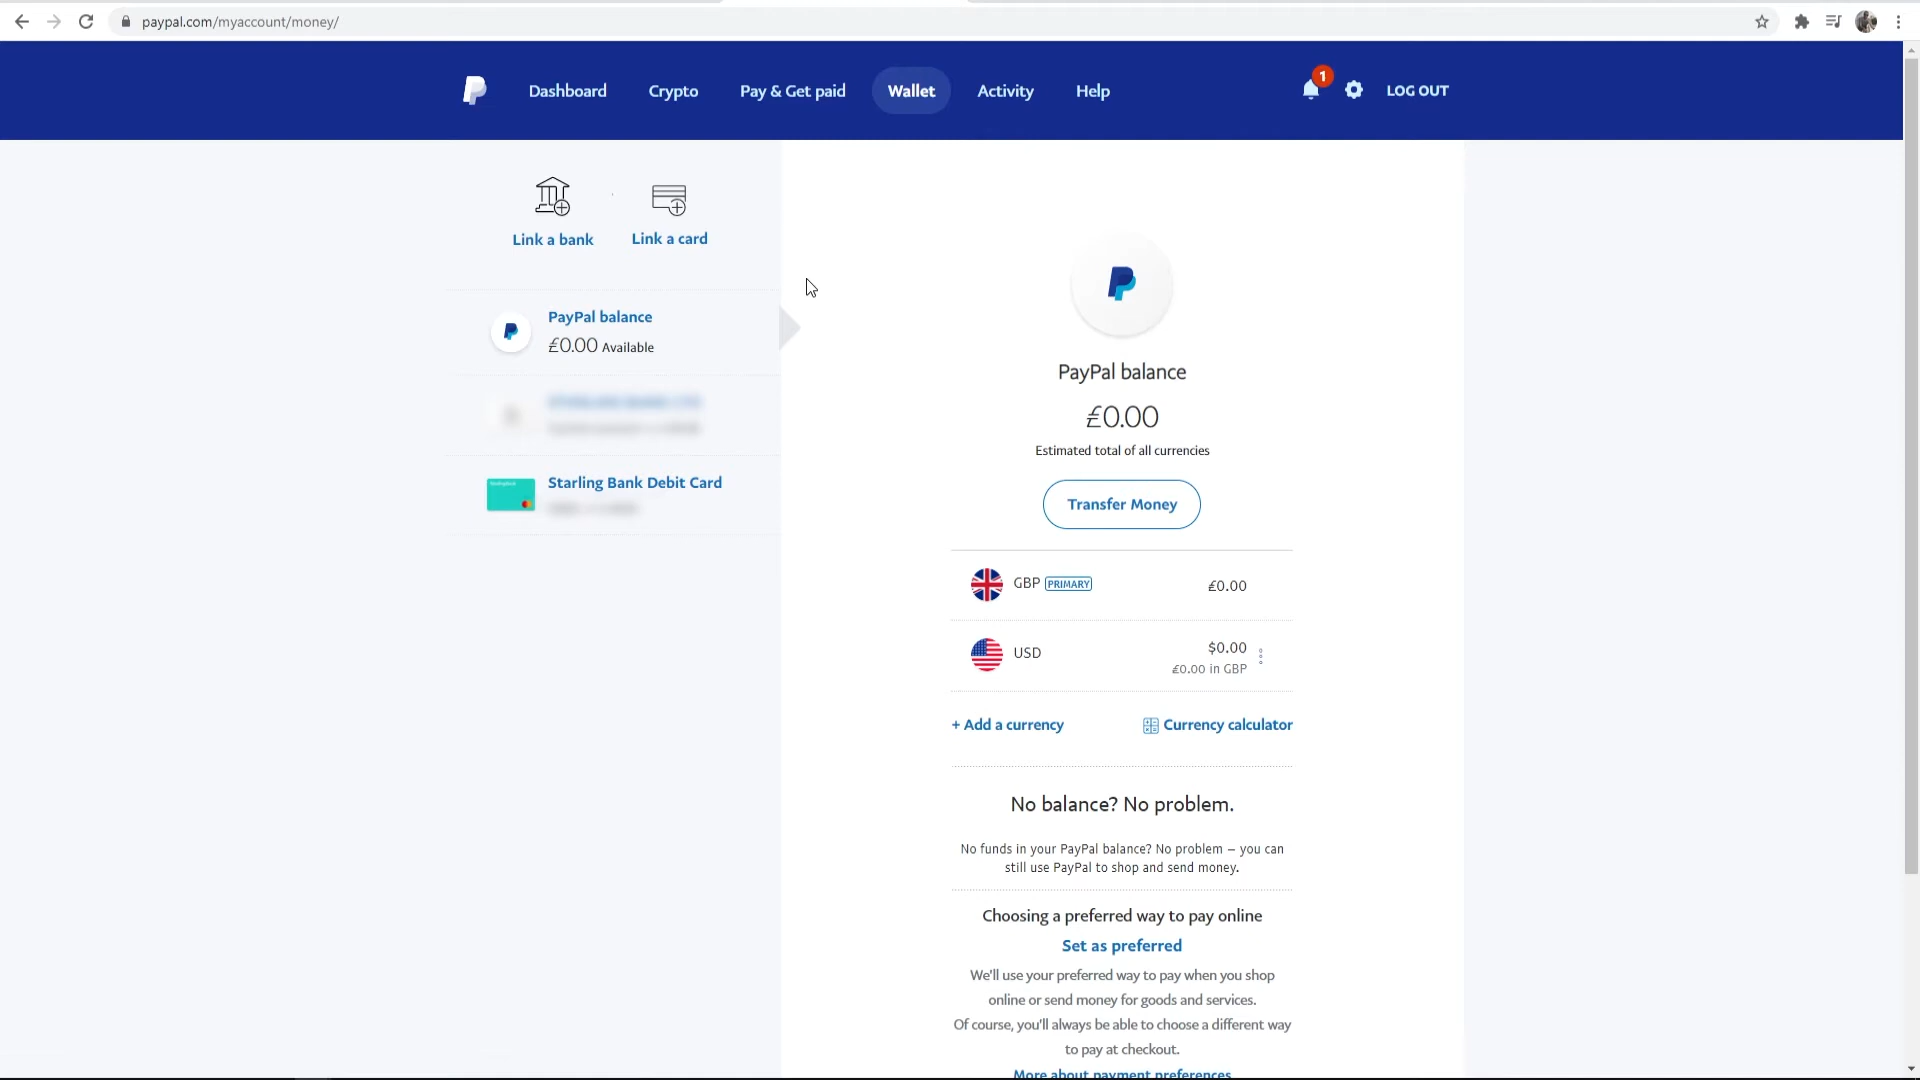 paypal.com/myaccount/money/
Dashboard
Crypto
Pay & Get paid
Wallet
Activity
Help
1
LOG OUT
Link a bank
Link a card
PayPal balance
£0.00 Available
Starling Bank Debit Card
PayPal balance
£0.00
Estimated total of all currencies
Transfer Money
GBP PRIMARY
£0.00
USD
$0.00
£0.00 in GBP
+ Add a currency
Currency calculator
No balance? No problem.
No funds in your PayPal balance? No problem – you can
still use PayPal to shop and send money.
Choosing a preferred way to pay online
Set as preferred
We'll use your preferred way to pay when you shop
online or send money for goods and services.
Of course, you'll always be able to choose a different way
to pay at checkout.
More about payment preferences